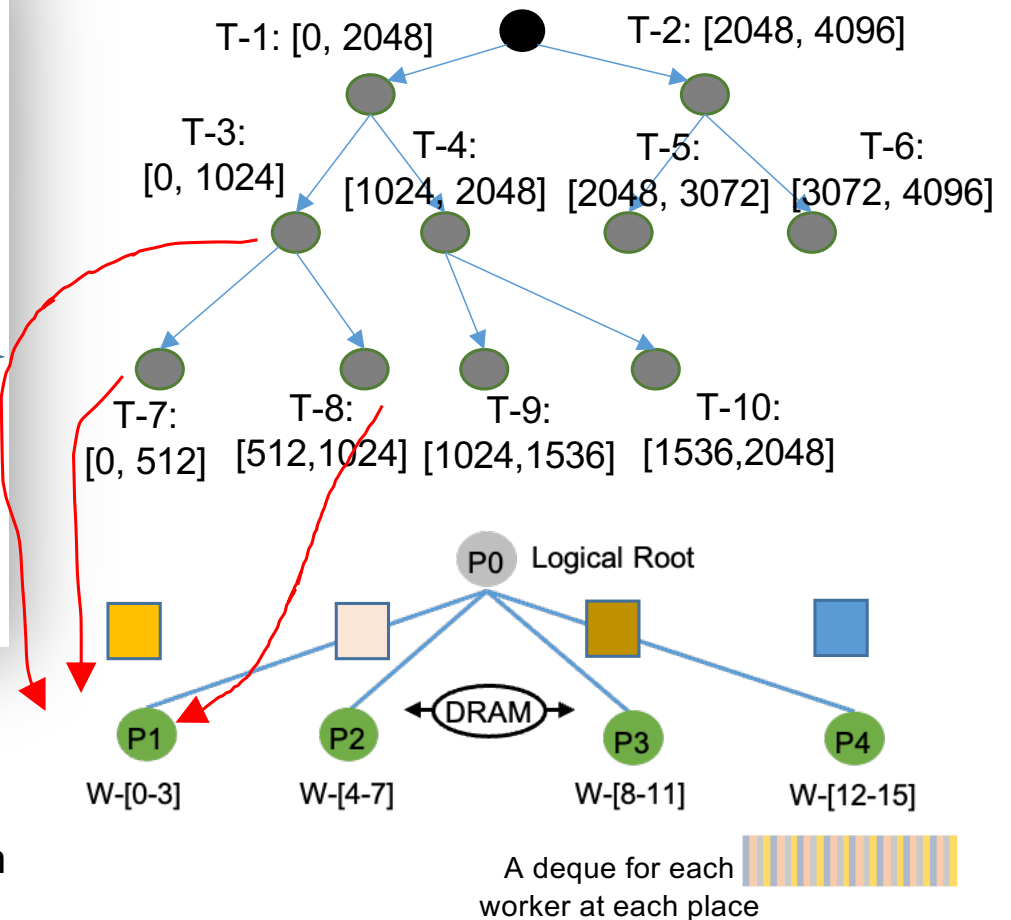 T-1: [0, 2048]
T-2: [2048, 4096]
T-3:
[0, 1024]
T-4:
[1024, 2048]
T-5:
[2048, 3072]
T-6:
[3072, 4096]
T-7:
[0, 512]
T-8:
[512,1024]
T-9:
[1024,1536]
T-10:
[1536,2048]
P0
Logical Root
DRAM
P1
P2
P3
P4
W-[0-3]
W-[4-7]
W-[8-11]
W-[12-15]
A deque for each
worker at each place